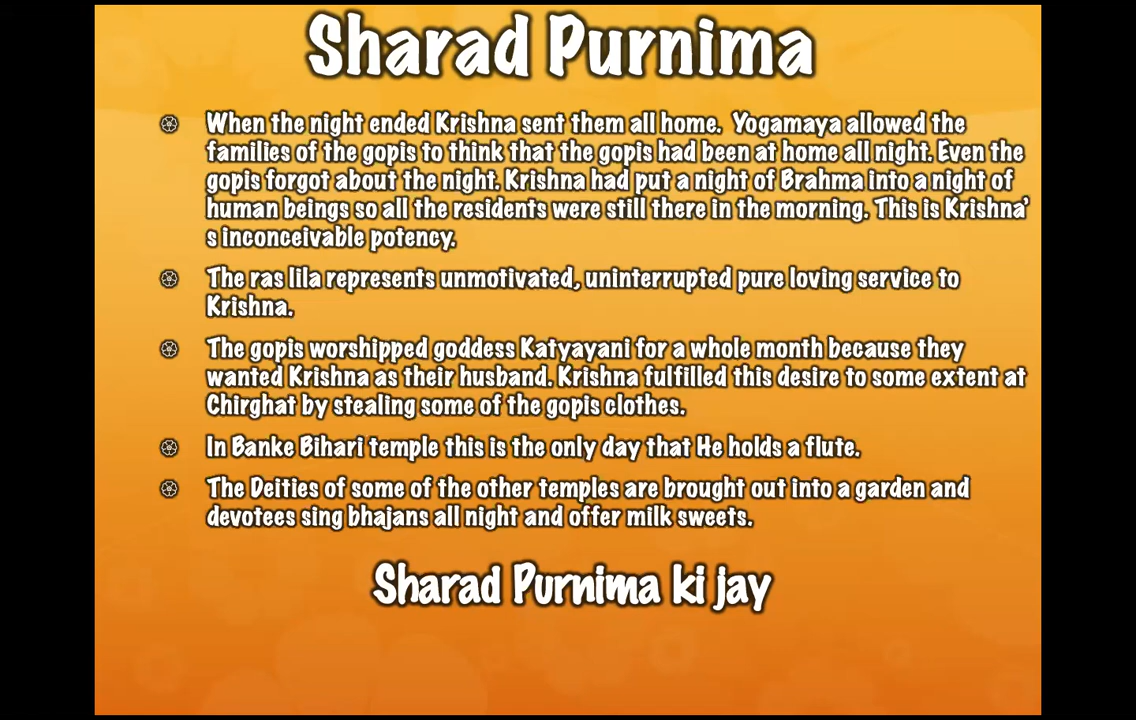 Sharad Purnima
When the night ended Krishna sent them all home.  Yogamaya allowed the
families of the gopis to think that the gopis had been at home all night. Even the
gopis forgot about the night. Krishna had put a night of Brahma into a night of
human beings so all the residents were still there in the morning. This is Krishna’
s inconceivable potency.
The ras lila represents unmotivated, uninterrupted pure loving service to
Krishna.
The gopis worshipped goddess Katyayani for a whole month because they
wanted Krishna as their husband. Krishna fulfilled this desire to some extent at
Chirghat by stealing some of the gopis clothes.
In Banke Bihari temple this is the only day that He holds a flute.
The Deities of some of the other temples are brought out into a garden and
devotees sing bhajans all night and offer milk sweets.
Sharad Purnima ki jay